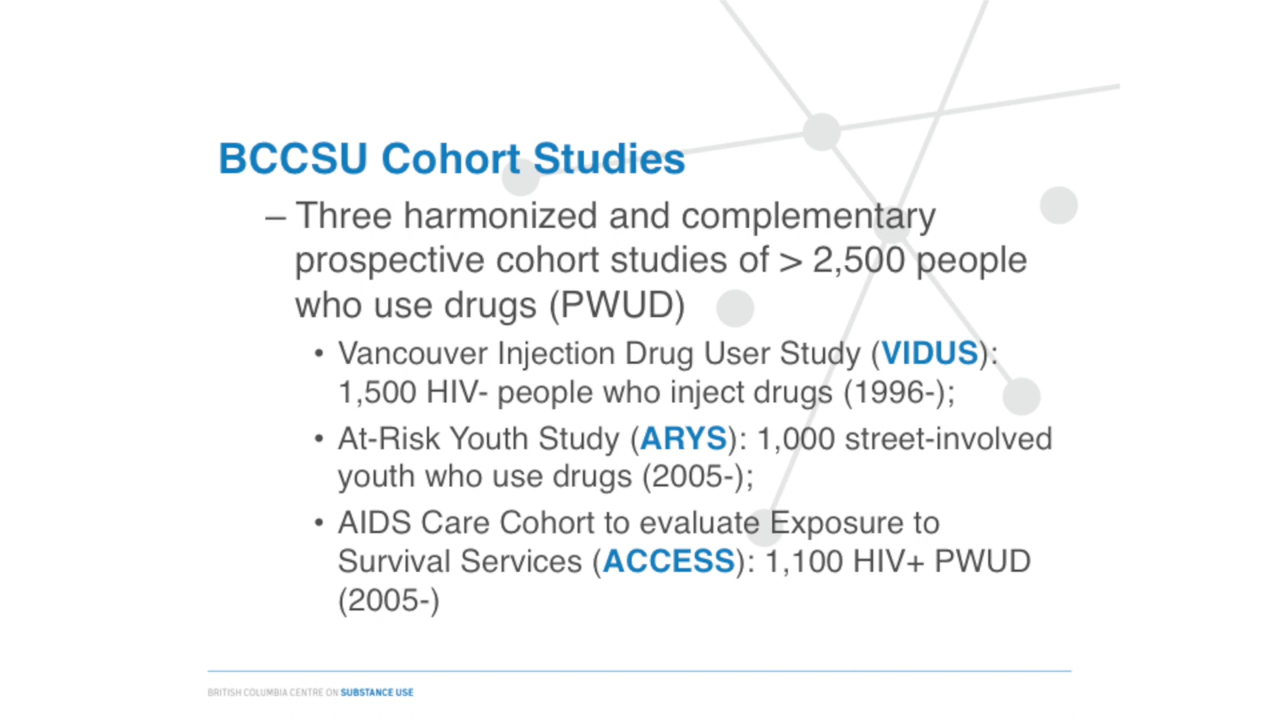 BCCSU Cohort Studies
– Three harmonized and complementary
prospective cohort studies of > 2,500 people
who use drugs (PWUD)
• Vancouver Injection Drug User Study (VIDUS):
1,500 HIV- people who inject drugs (1996-);
• At-Risk Youth Study (ARYS): 1,000 street-involved
youth who use drugs (2005-);
• AIDS Care Cohort to evaluate Exposure to
Survival Services (ACCESS): 1,100 HIV+ PWUD
(2005-)
BRITISH COLUMBIA CENTRE ON SUBSTANCE USE